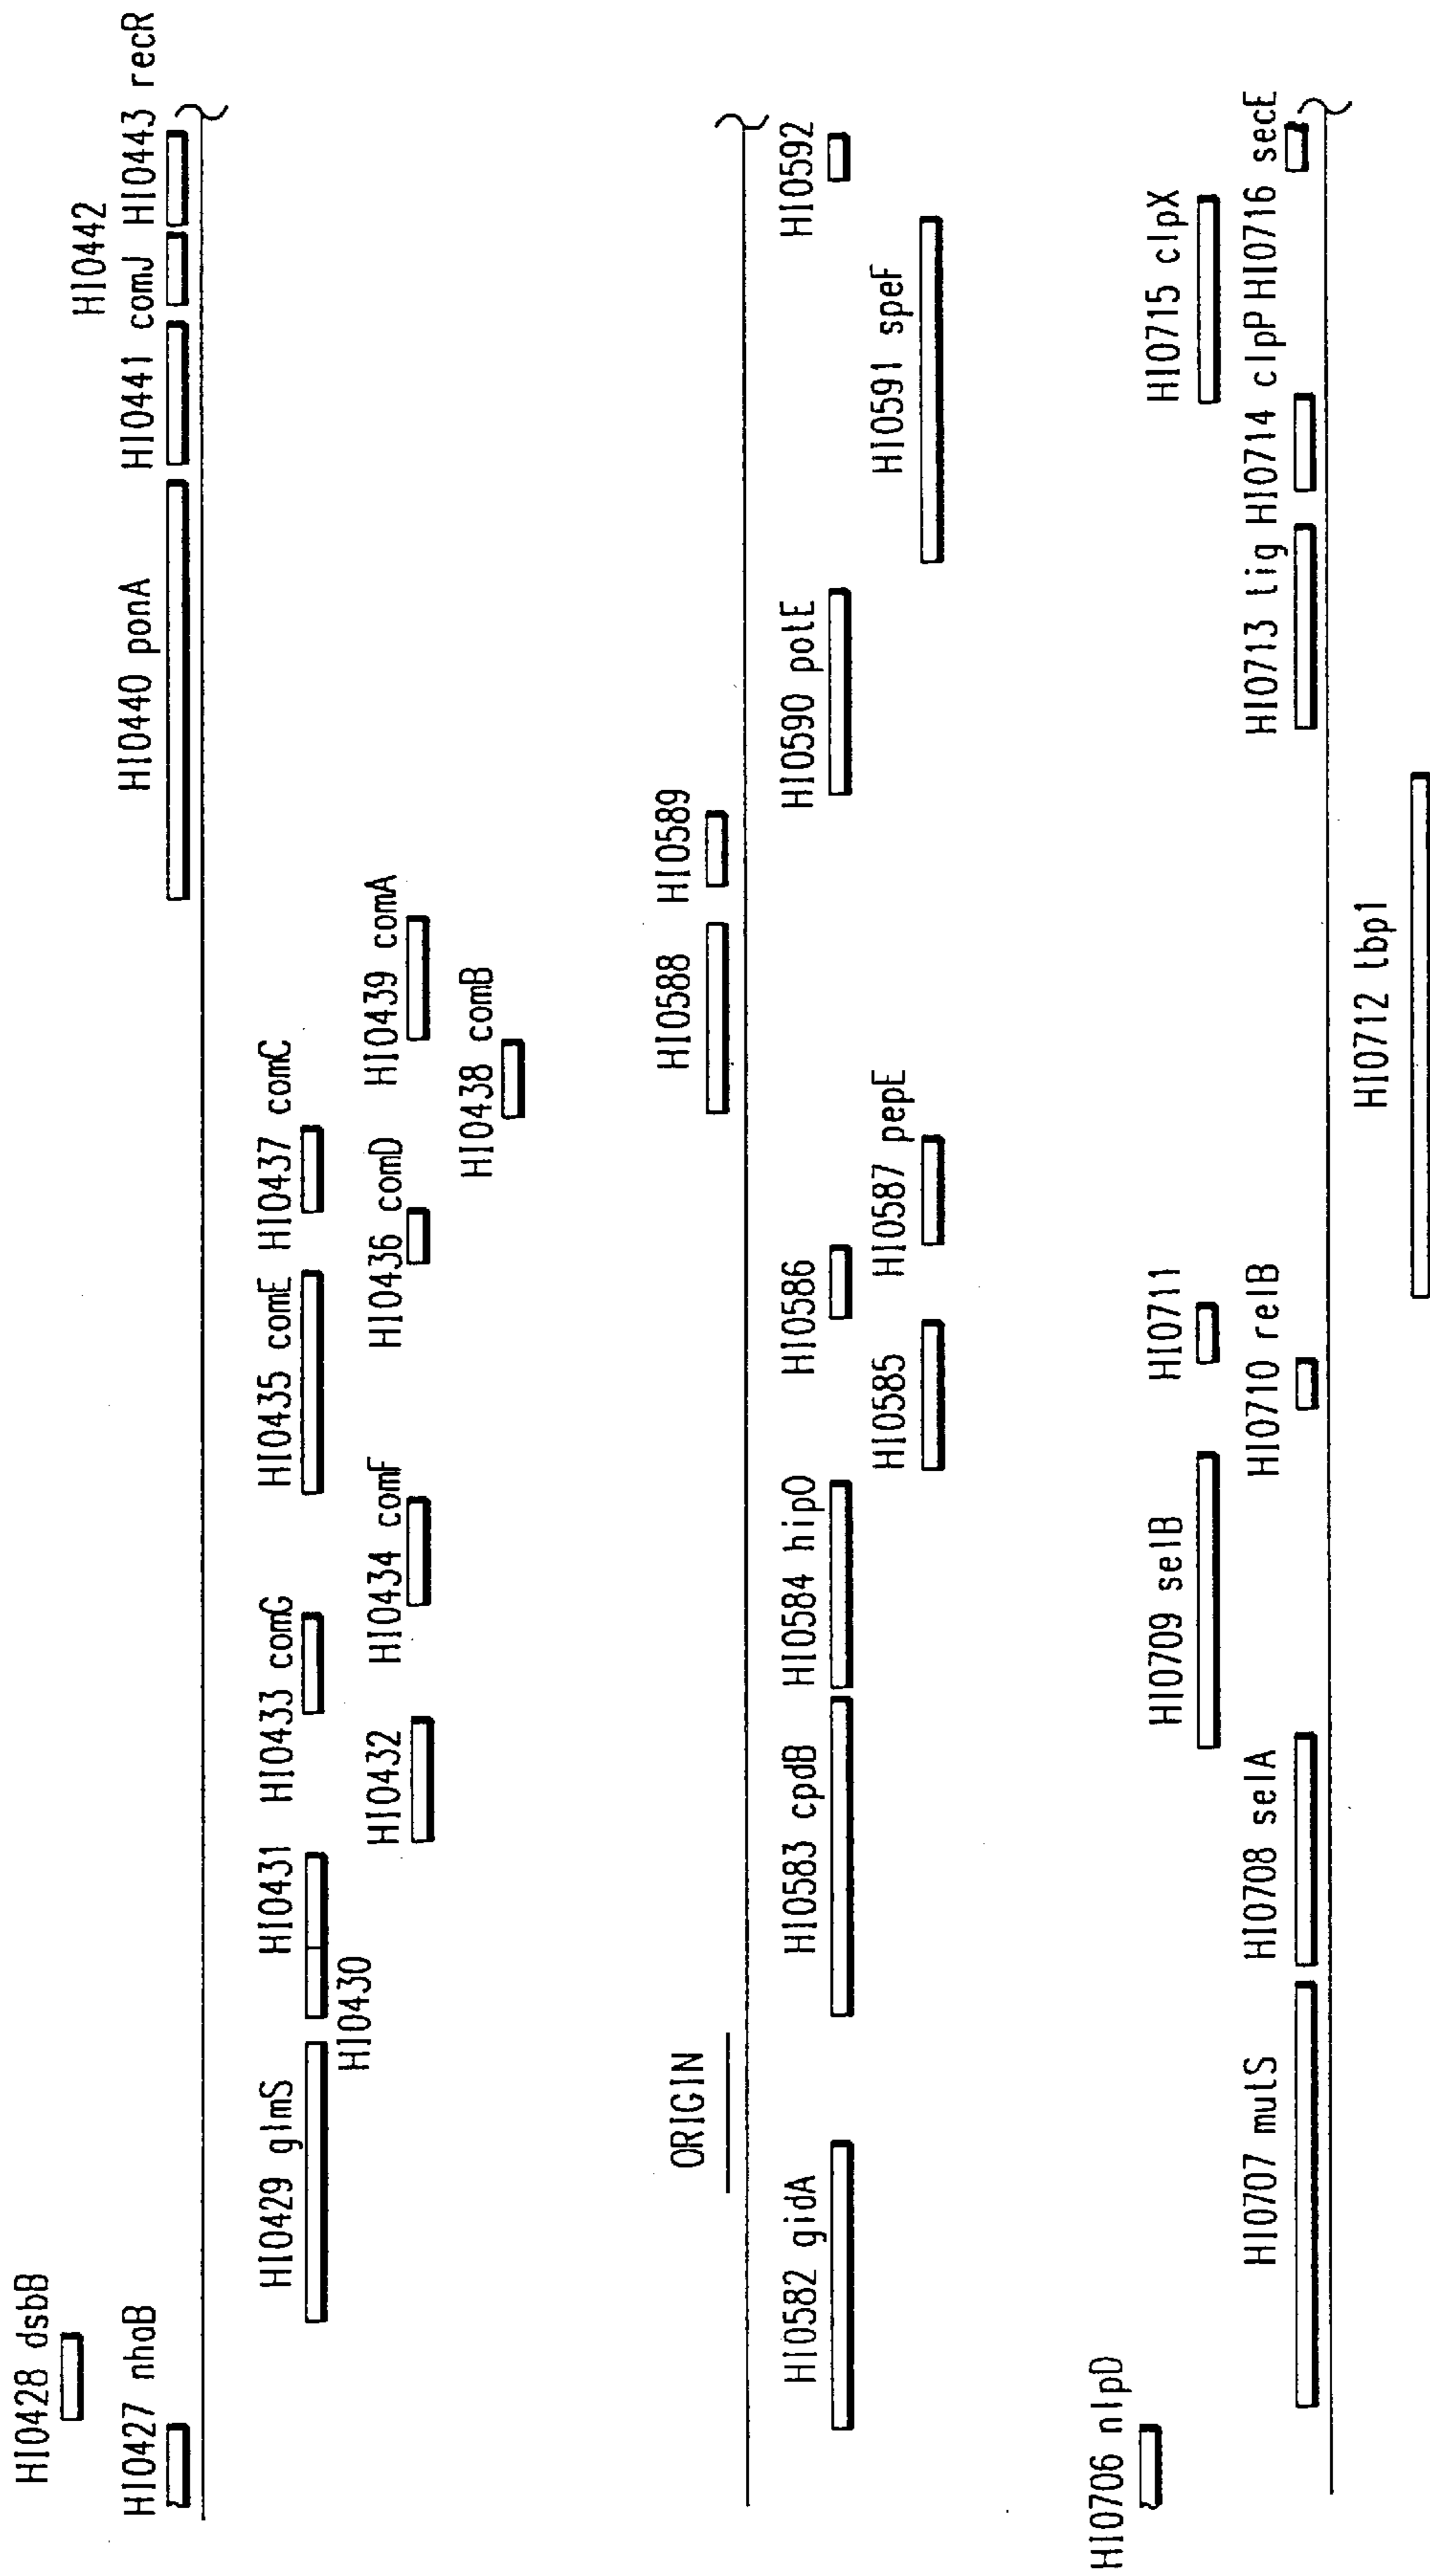 HI0428 dsbB
HI0442
HI0427 nhaB
HI0440 ponA
HI0441 comJ
HI0443 recR
HI0429 glmS
HI0431
HI0433 comG
HI0435 comE
HI0437 comC
HI0430
HI0432
HI0434 comF
HI0436 comD
HI0439 comA
HI0438 comB
ORIGIN
HI0588
HI0589
HI0582 gidA
HI0583 cpdB
HI0584 hipO
HI0586
HI0590 potE
HI0592
HI0585
HI0587 pepE
HI0591 speF
HI0706 nlpD
HI0709 selB
HI0711
HI0715 clpX
HI0707 mutS
HI0708 selA
HI0710 relB
HI0713 tig
HI0714 clpP
HI0716 secE
HI0712 tbp1